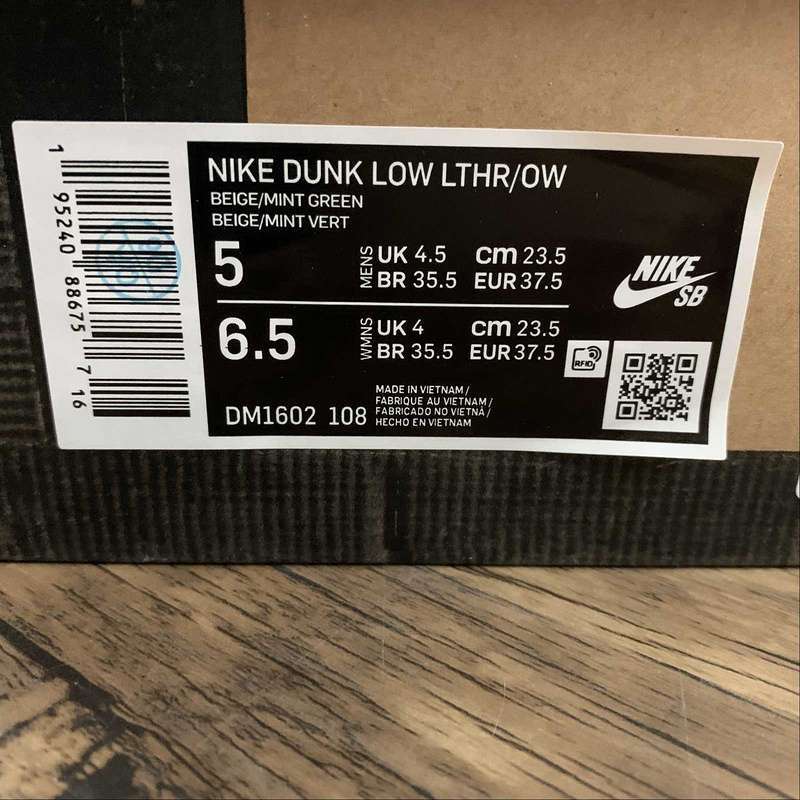 NIKE DUNK LOW LTHR/OW
BEIGE/MINT GREEN
BEIGE/MINT VERT
5 MENS UK 4.5 cm 23.5
BR 35.5 EUR 37.5
6.5 WMNS UK 4 cm 23.5
BR 35.5 EUR 37.5
DM1602 108
MADE IN VIETNAM /
FABRIQUE AU VIETNAM /
FABRICADO NO VIETNÃ /
HECHO EN VIETNAM
NIKE
SB
RFID
1 95240 88675 7 16